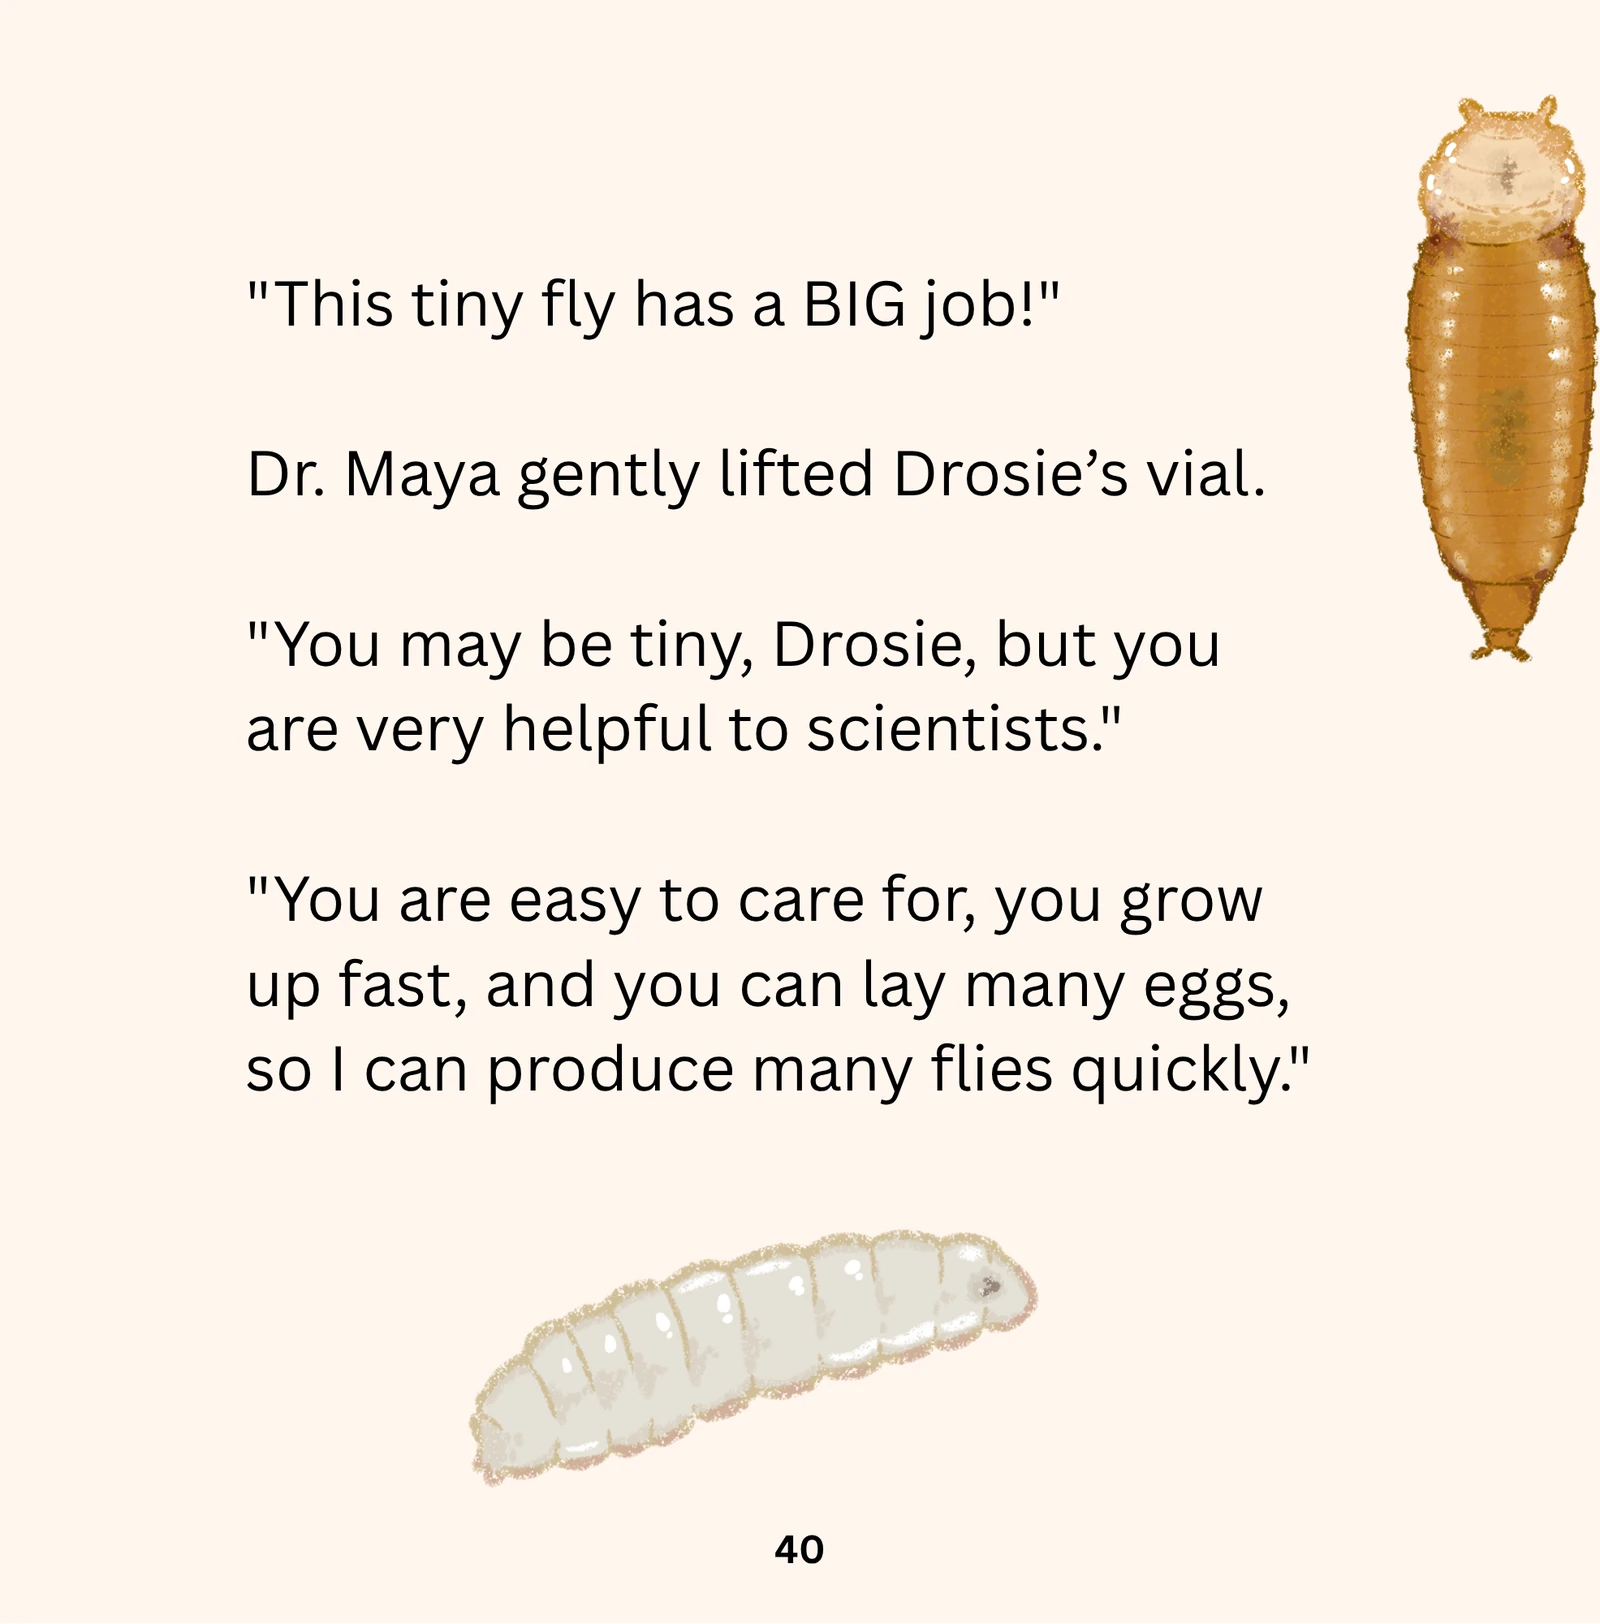 "This tiny fly has a BIG job!"
Dr. Maya gently lifted Drosie’s vial.
"You may be tiny, Drosie, but you
are very helpful to scientists."
"You are easy to care for, you grow
up fast, and you can lay many eggs,
so I can produce many flies quickly."
40